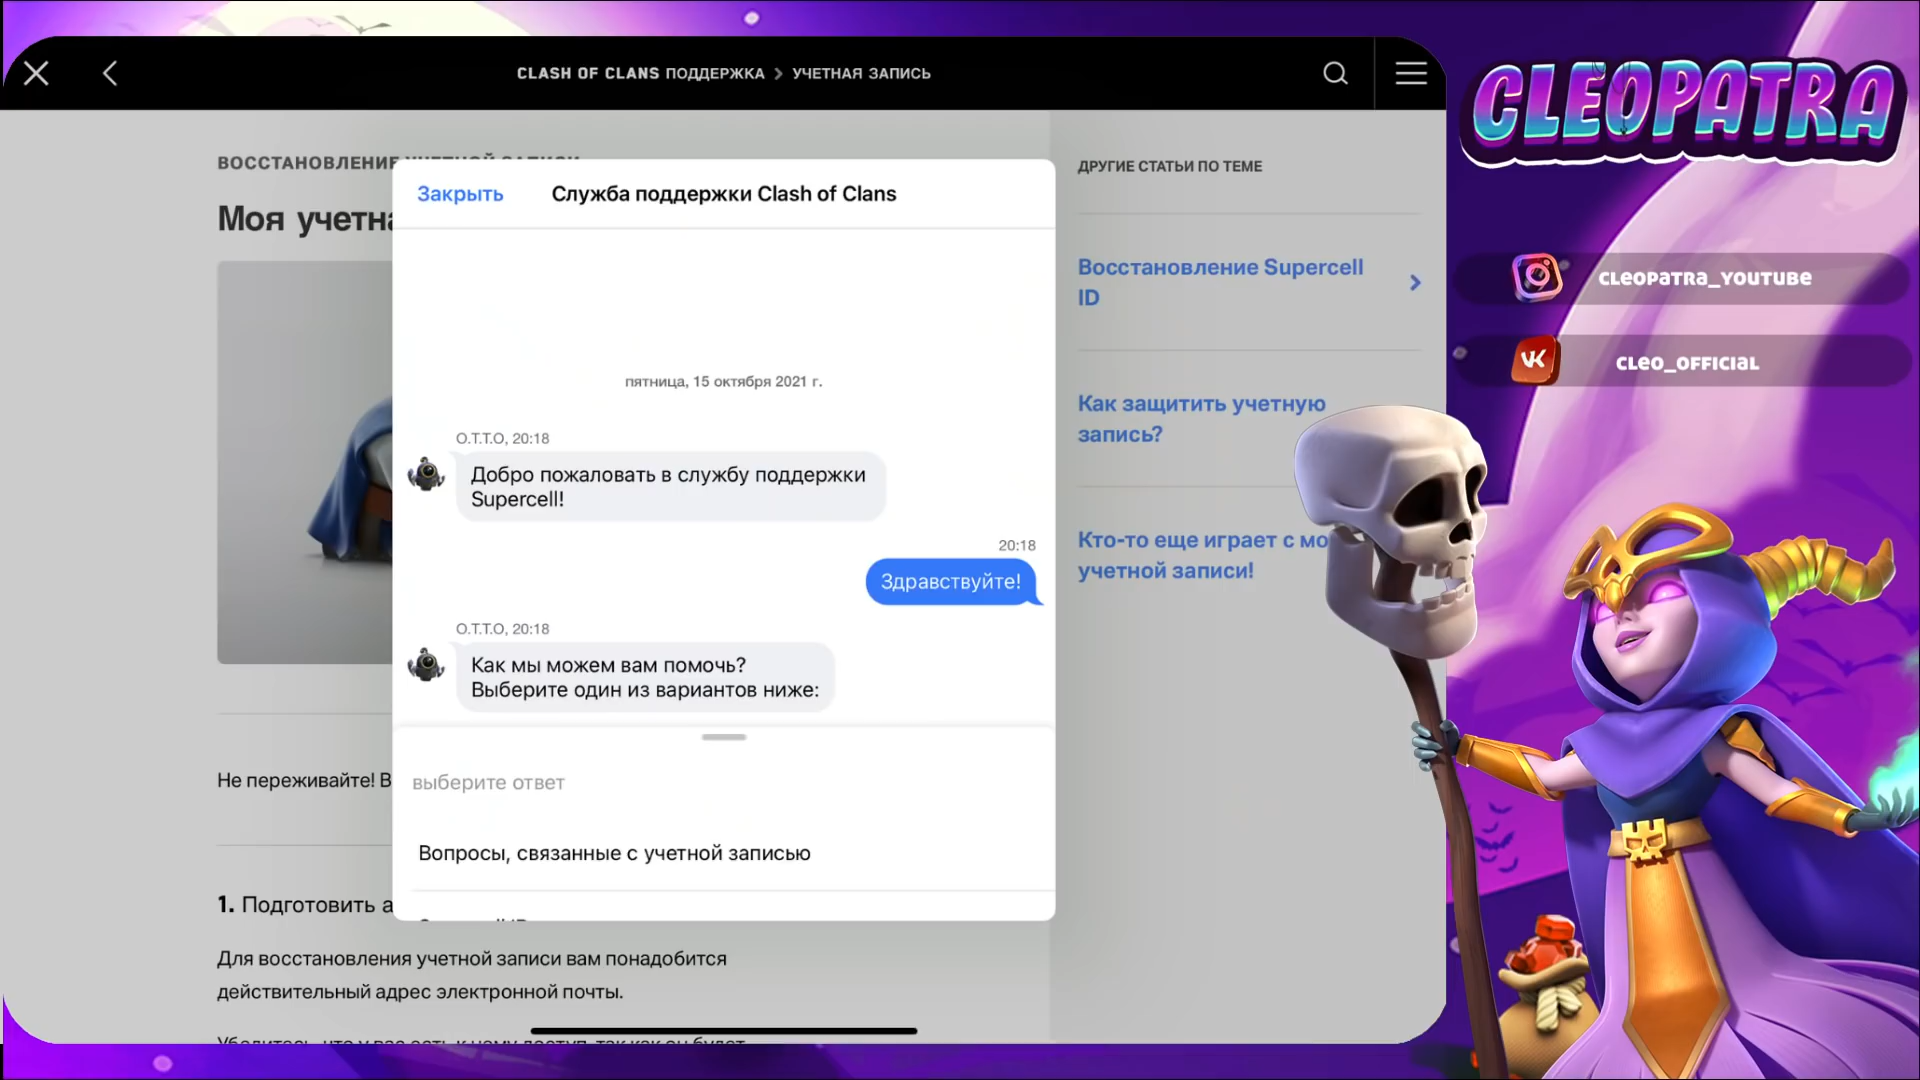 CLASH OF CLANS ПОДДЕРЖКА > УЧЕТНАЯ ЗАПИСЬ
CLEOPATRA
CLEOPATRA_YOUTUBE
CLEO_OFFICIAL
ВОССТАНОВЛЕНИЕ УЧЕТНОЙ ЗАПИСИ
Моя
Не переживайте!
1. Подготовить
Для восстановления учетной записи вам понадобится
действительный адрес электронной почты.
Закрыть
Служба поддержки Clash of Clans
пятница, 15 октября 2021 г.
O.T.T.O, 20:18
Добро пожаловать в службу поддержки
Supercell!
20:18
Здравствуйте!
O.T.T.O, 20:18
Как мы можем вам помочь?
Выберите один из вариантов ниже:
выберите ответ
Вопросы, связанные с учетной записью
ДРУГИЕ СТАТЬИ ПО ТЕМЕ
Восстановление Supercell
ID
Как защитить учетную
запись?
Кто-то еще играет с
учетной записи!